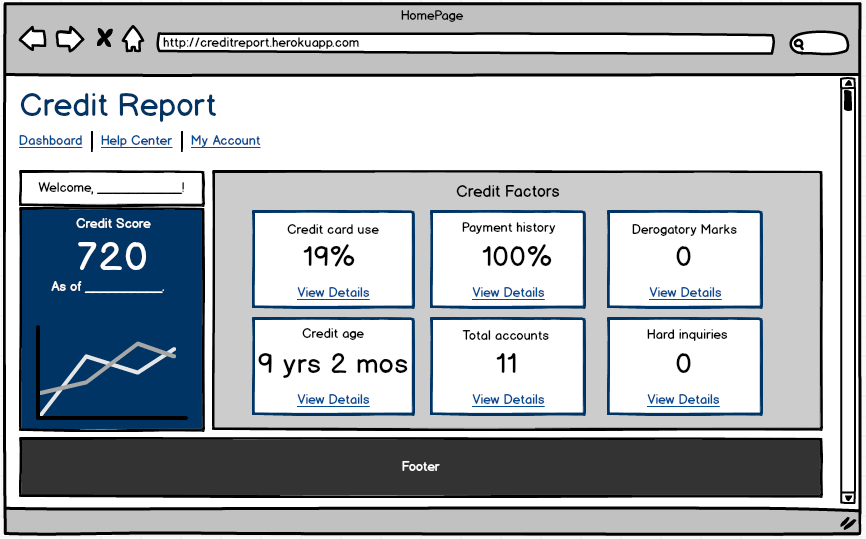 HomePage
http://creditreport.herokuapp.com
Credit Report
Dashboard Help Center My Account
Welcome, ____________!
Credit Score
720
As of ___________.
Credit Factors
Credit card use
19%
View Details
Payment history
100%
View Details
Derogatory Marks
0
View Details
Credit age
9 yrs 2 mos
View Details
Total accounts
11
View Details
Hard inquiries
0
View Details
Footer